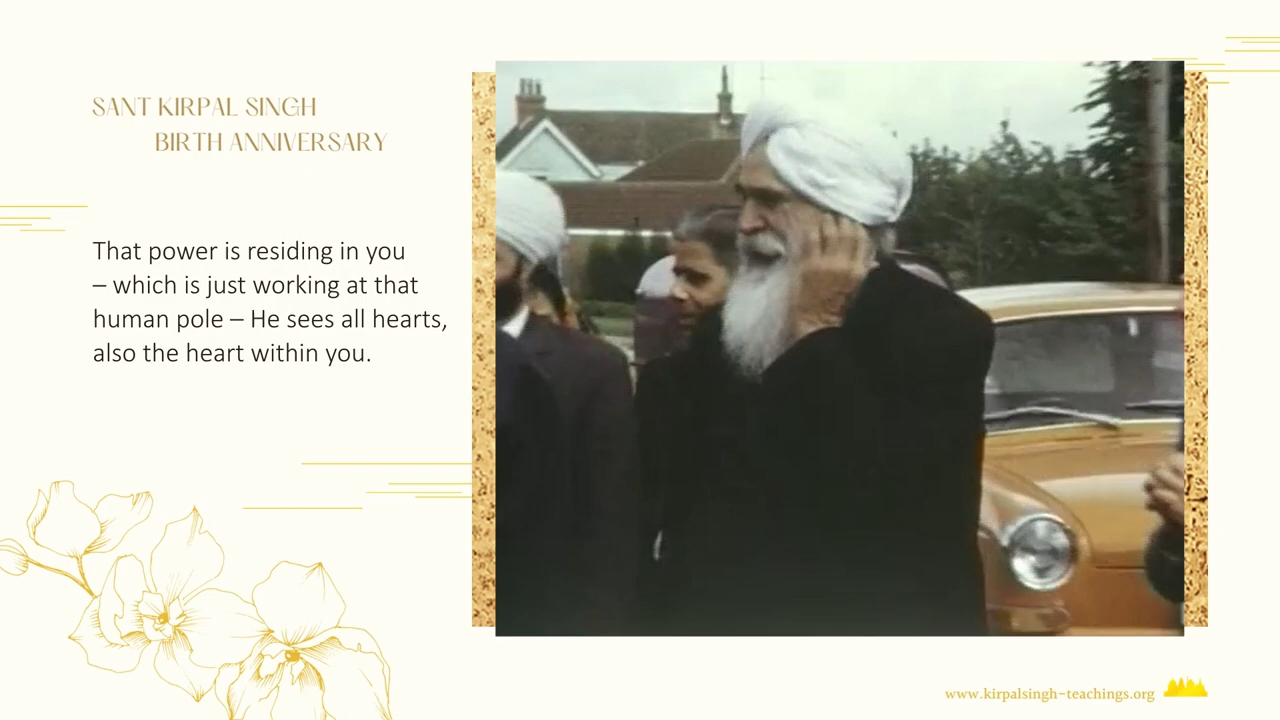 SANT KIRPAL SINGH
BIRTH ANNIVERSARY
That power is residing in you
– which is just working at that
human pole – He sees all hearts,
also the heart within you.
www.kirpalsingh-teachings.org